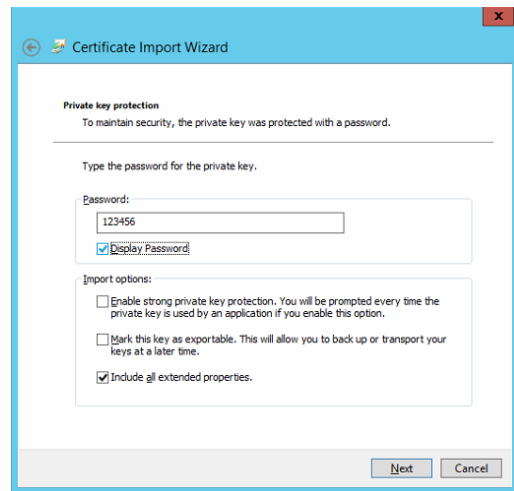 x
Certificate Import Wizard
Private key protection
To maintain security, the private key was protected with a password.
Type the password for the private key.
Password:
123456
Display Password
Import options:
Enable strong private key protection. You will be prompted every time the
private key is used by an application if you enable this option.
Mark this key as exportable. This will allow you to back up or transport your
keys at a later time.
Include all extended properties.
Next Cancel